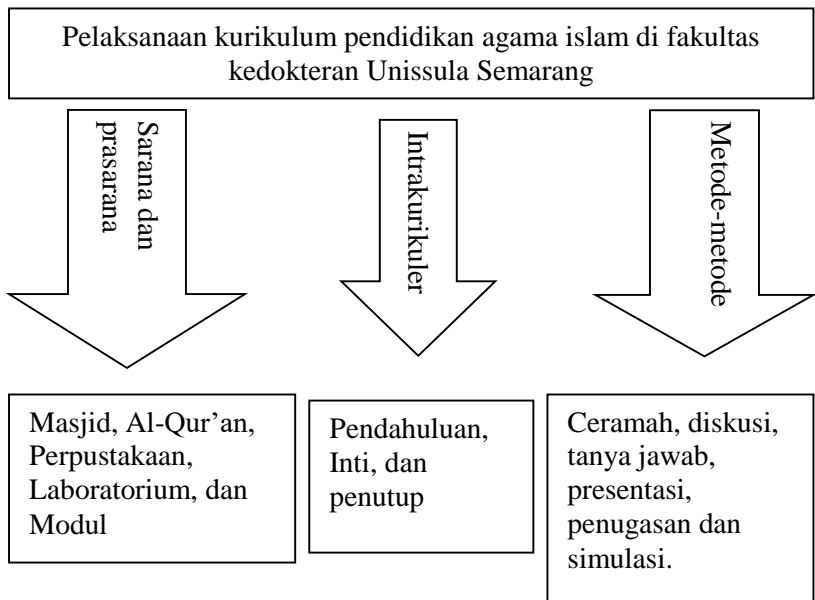 Pelaksanaan kurikulum pendidikan agama islam di fakultas
kedokteran Unissula Semarang
Sarana dan
prasarana
Intrakurikuler
Metode-metode
Masjid, Al-Qur’an,
Perpustakaan,
Laboratorium, dan
Modul
Pendahuluan,
Inti, dan
penutup
Ceramah, diskusi,
tanya jawab,
presentasi,
penugasan dan
simulasi.